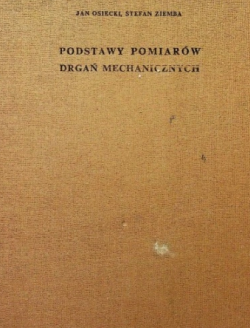 JAN OSIECKI, STEFAN ZIEMBA
PODSTAWY POMIARÓW
DRGAŃ MECHANICZNYCH